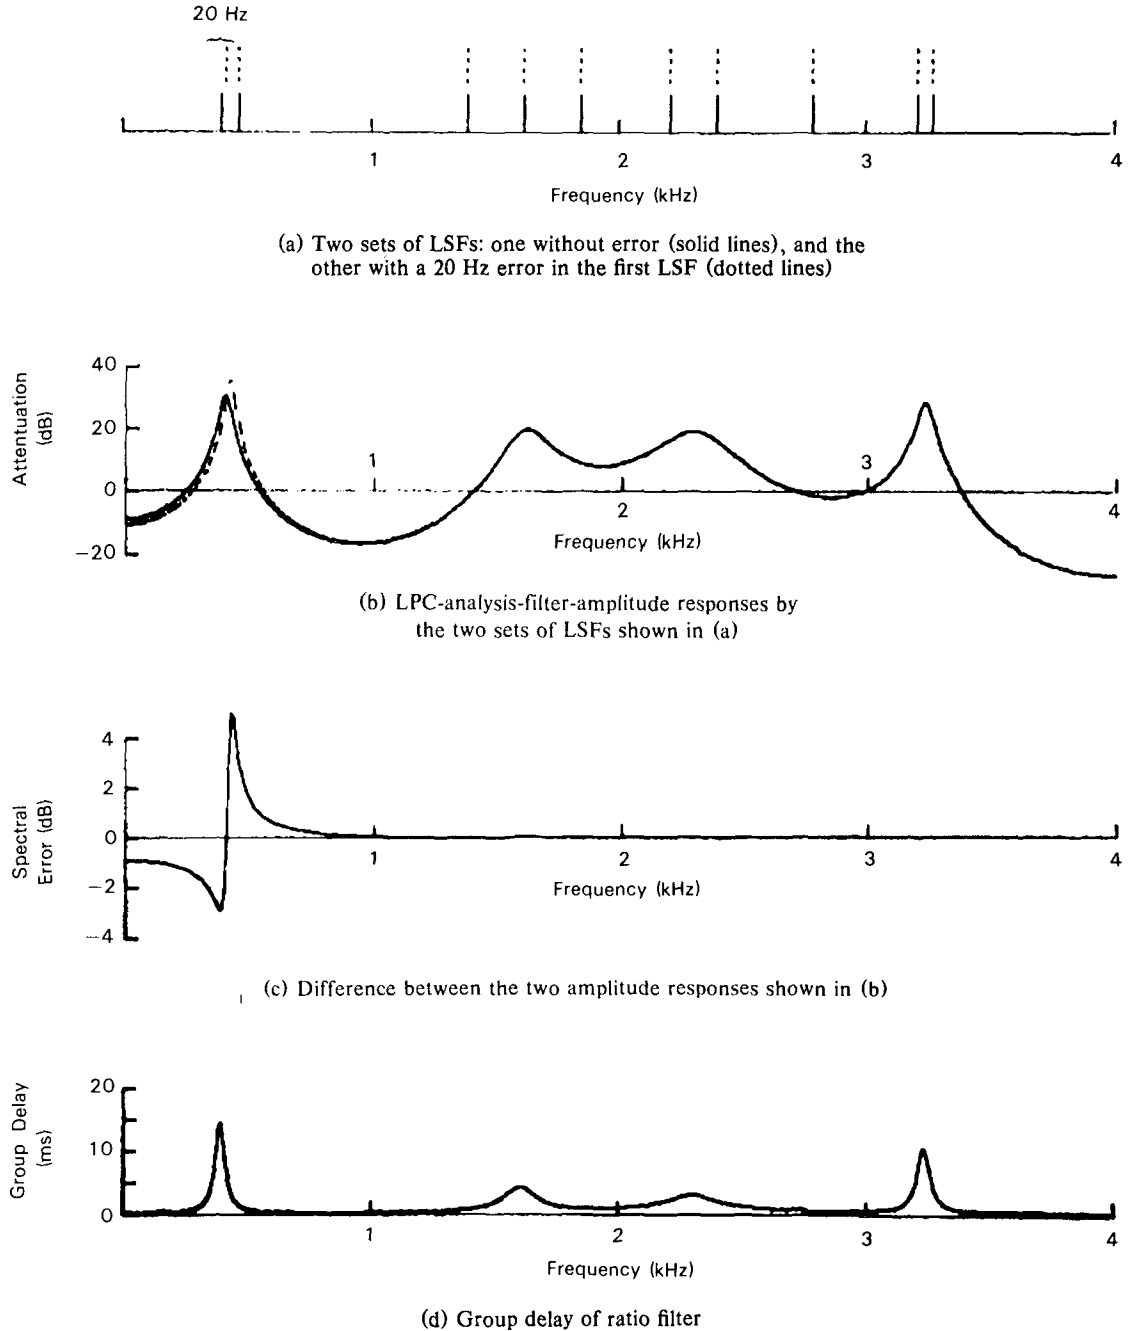 20 Hz
1 2 3 4
Frequency (kHz)
(a) Two sets of LSFs: one without error (solid lines), and the
other with a 20 Hz error in the first LSF (dotted lines)
Attentuation
(dB)
40
20
0
−20
1 2 3 4
Frequency (kHz)
(b) LPC-analysis-filter-amplitude responses by
the two sets of LSFs shown in (a)
Spectral
Error (dB)
4
2
0
−2
−4
1 2 3 4
Frequency (kHz)
(c) Difference between the two amplitude responses shown in (b)
Group Delay
(ms)
20
10
0
1 2 3 4
Frequency (kHz)
(d) Group delay of ratio filter